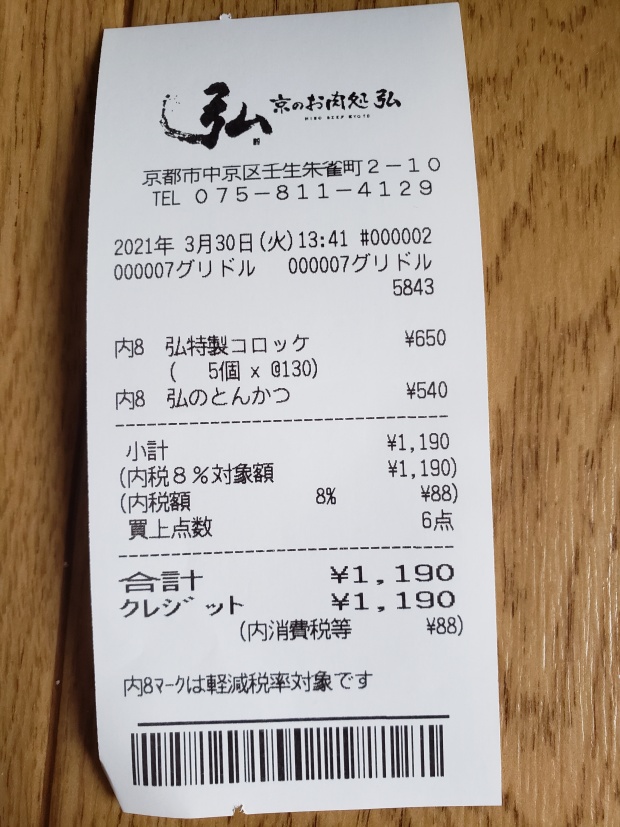 弘 京のお肉処 弘
HIRO BEEF KYOTO
京都市中京区壬生朱雀町2-10
TEL 075-811-4129
2021年 3月30日(火)13:41 #000002
000007グリドル 000007グリドル
5843
内8 弘特製コロッケ ¥650
( 5個 x @130)
内8 弘のとんかつ ¥540
小計 ¥1,190
(内税8%対象額 ¥1,190)
(内税額 8% ¥88)
買上点数 6点
合計 ¥1,190
クレジット ¥1,190
(内消費税等 ¥88)
内8マークは軽減税率対象です